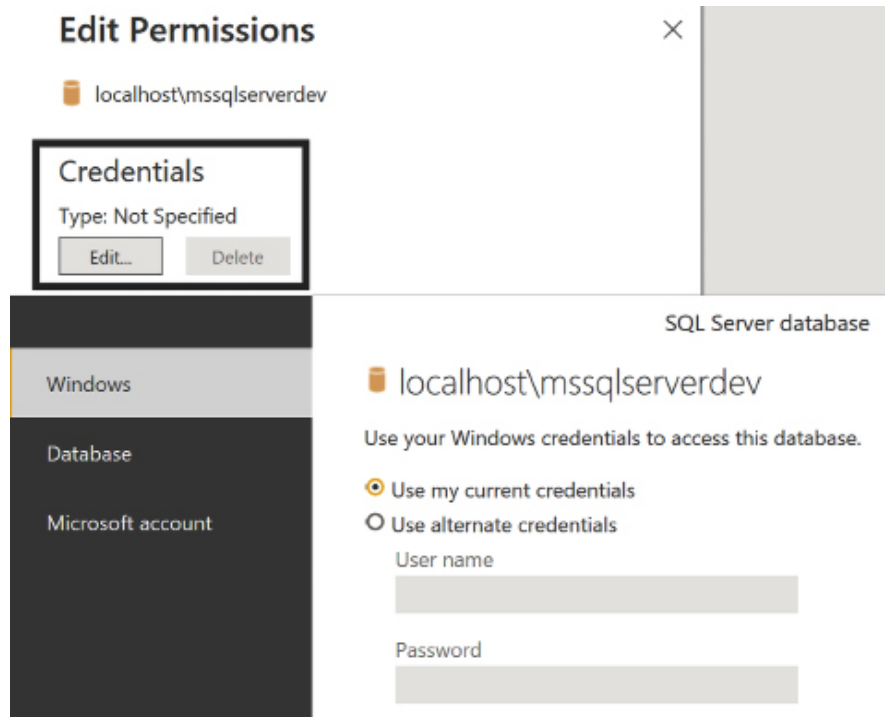 Edit Permissions
localhost\mssqlserverdev
Credentials
Type: Not Specified
Edit...
Delete
SQL Server database
Windows
localhost\mssqlserverdev
Use your Windows credentials to access this database.
Database
Use my current credentials
Microsoft account
Use alternate credentials
User name
Password